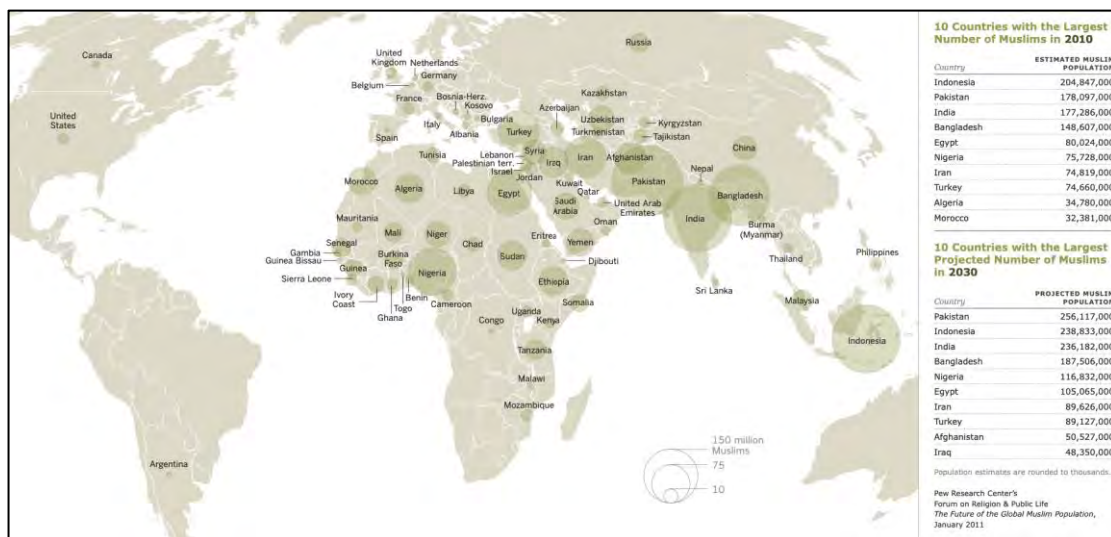 Canada
United States
Argentina
Russia
United Kingdom
Netherlands
Germany
Belgium
France
Bosnia-Herz.
Kosovo
Bulgaria
Italy
Albania
Spain
Azerbaijan
Kazakhstan
Uzbekistan
Turkmenistan
Kyrgyzstan
Tajikistan
Turkey
Tunisia
Lebanon
Syria
Palestinian terr.
Israel
Jordan
Iraq
Iran
Afghanistan
Pakistan
China
Nepal
Bangladesh
India
Burma (Myanmar)
Thailand
Philippines
Sri Lanka
Malaysia
Indonesia
Morocco
Algeria
Libya
Egypt
Kuwait
Qatar
Saudi Arabia
United Arab Emirates
Oman
Yemen
Mauritania
Mali
Niger
Chad
Eritrea
Sudan
Djibouti
Senegal
Gambia
Guinea Bissau
Guinea
Burkina Faso
Nigeria
Sierra Leone
Ivory Coast
Ghana
Togo
Benin
Cameroon
Ethiopia
Somalia
Uganda
Kenya
Congo
Tanzania
Malawi
Mozambique
150 million Muslims
75
10
10 Countries with the Largest
Number of Muslims in 2010
ESTIMATED MUSLIM
Country POPULATION
Indonesia 204,847,000
Pakistan 178,097,000
India 177,286,000
Bangladesh 148,607,000
Egypt 80,024,000
Nigeria 75,728,000
Iran 74,819,000
Turkey 74,660,000
Algeria 34,780,000
Morocco 32,381,000
10 Countries with the Largest
Projected Number of Muslims
in 2030
PROJECTED MUSLIM
Country POPULATION
Pakistan 256,117,000
Indonesia 238,833,000
India 236,182,000
Bangladesh 187,506,000
Nigeria 116,832,000
Egypt 105,065,000
Iran 89,626,000
Turkey 89,127,000
Afghanistan 50,527,000
Iraq 48,350,000
Population estimates are rounded to thousands.
Pew Research Center's
Forum on Religion & Public Life
The Future of the Global Muslim Population,
January 2011